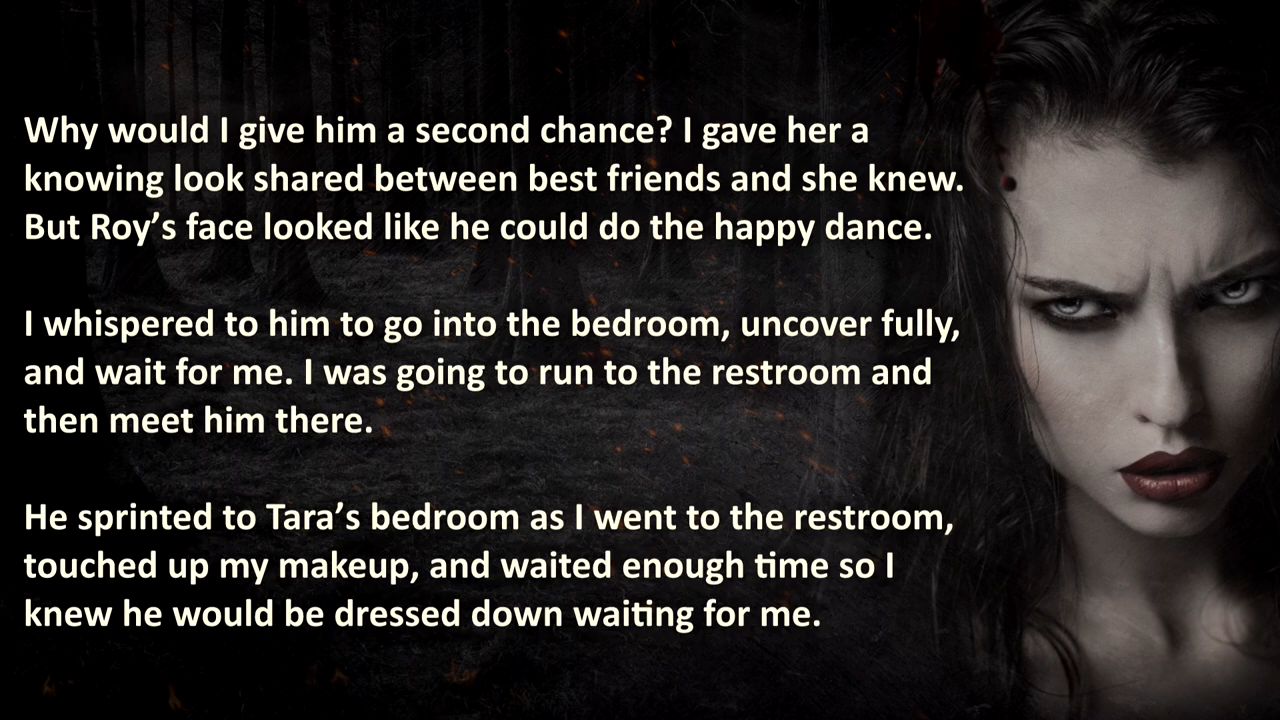 Why would I give him a second chance? I gave her a
knowing look shared between best friends and she knew.
But Roy’s face looked like he could do the happy dance.
I whispered to him to go into the bedroom, uncover fully,
and wait for me. I was going to run to the restroom and
then meet him there.
He sprinted to Tara’s bedroom as I went to the restroom,
touched up my makeup, and waited enough time so I
knew he would be dressed down waiting for me.